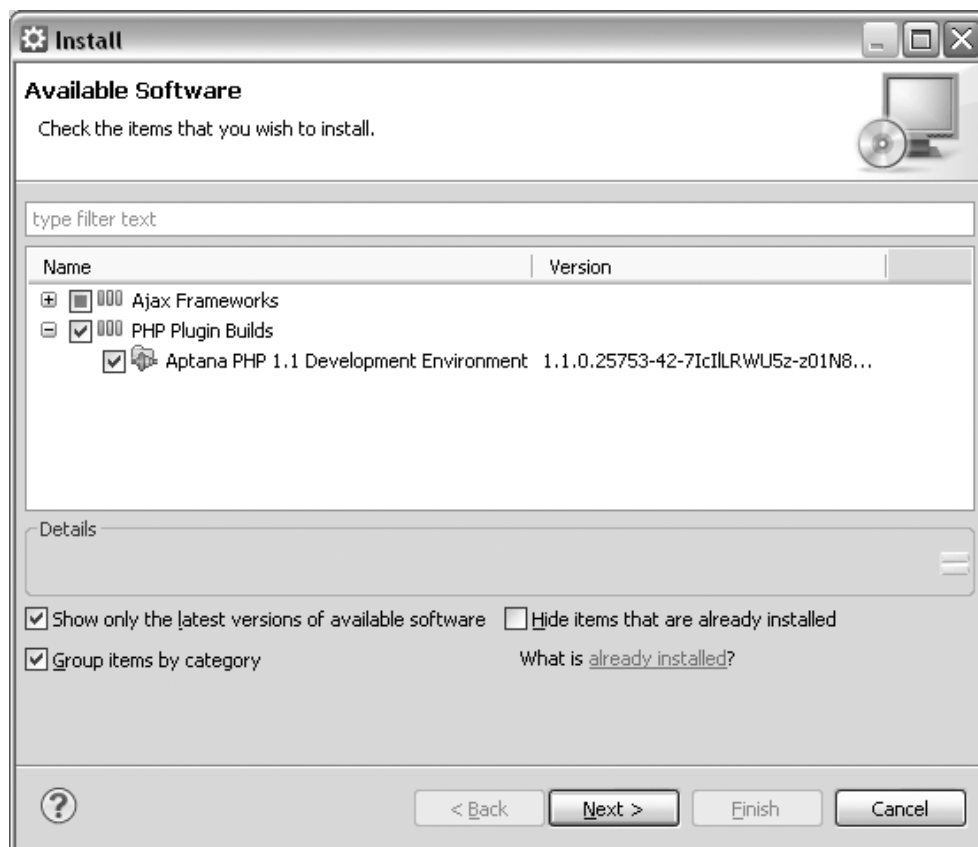 Install
Available Software
Check the items that you wish to install.
type filter text
Name Version
Ajax Frameworks
PHP Plugin Builds
Aptana PHP 1.1 Development Environment 1.1.0.25753-42-7IcIlLRWU5z-z01N8...
Details
Show only the latest versions of available software Hide items that are already installed
Group items by category What is already installed?
? < Back Next > Finish Cancel